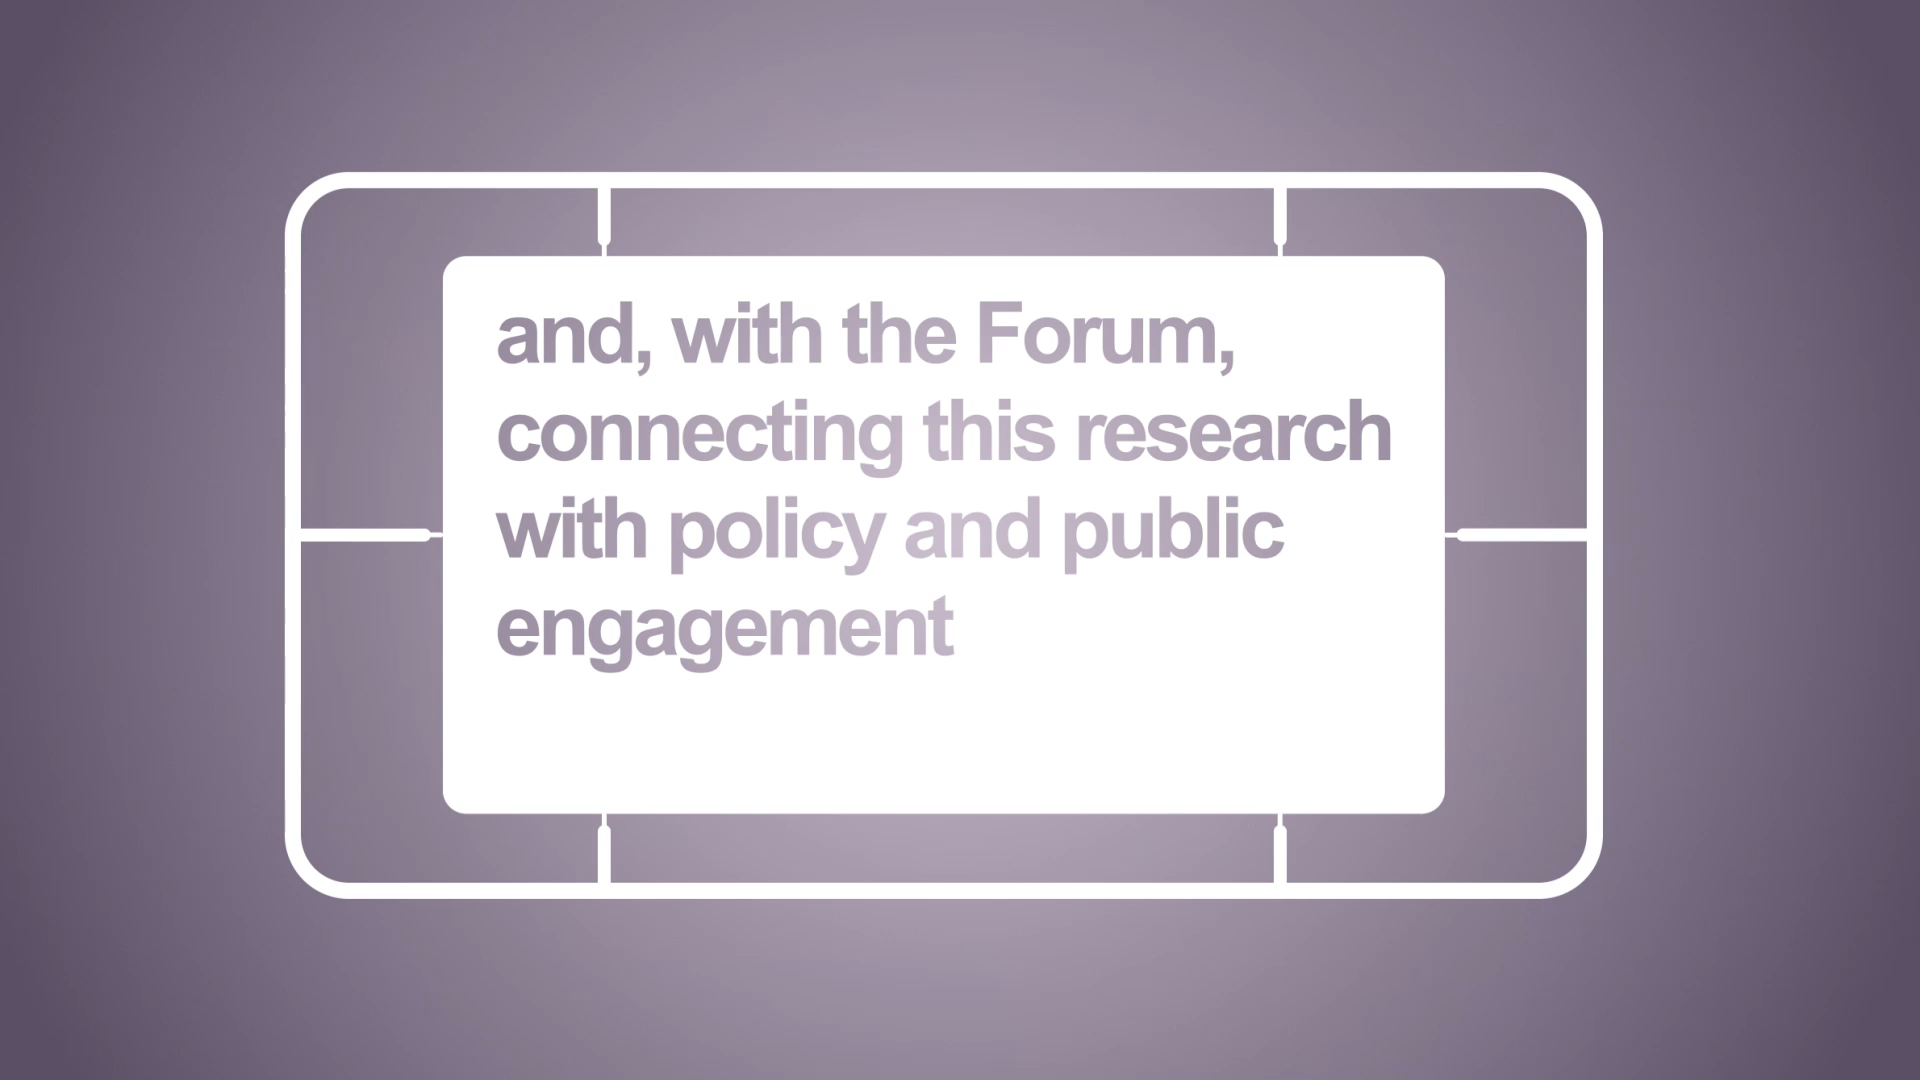 and, with the Forum,
connecting this research
with policy and public
engagement